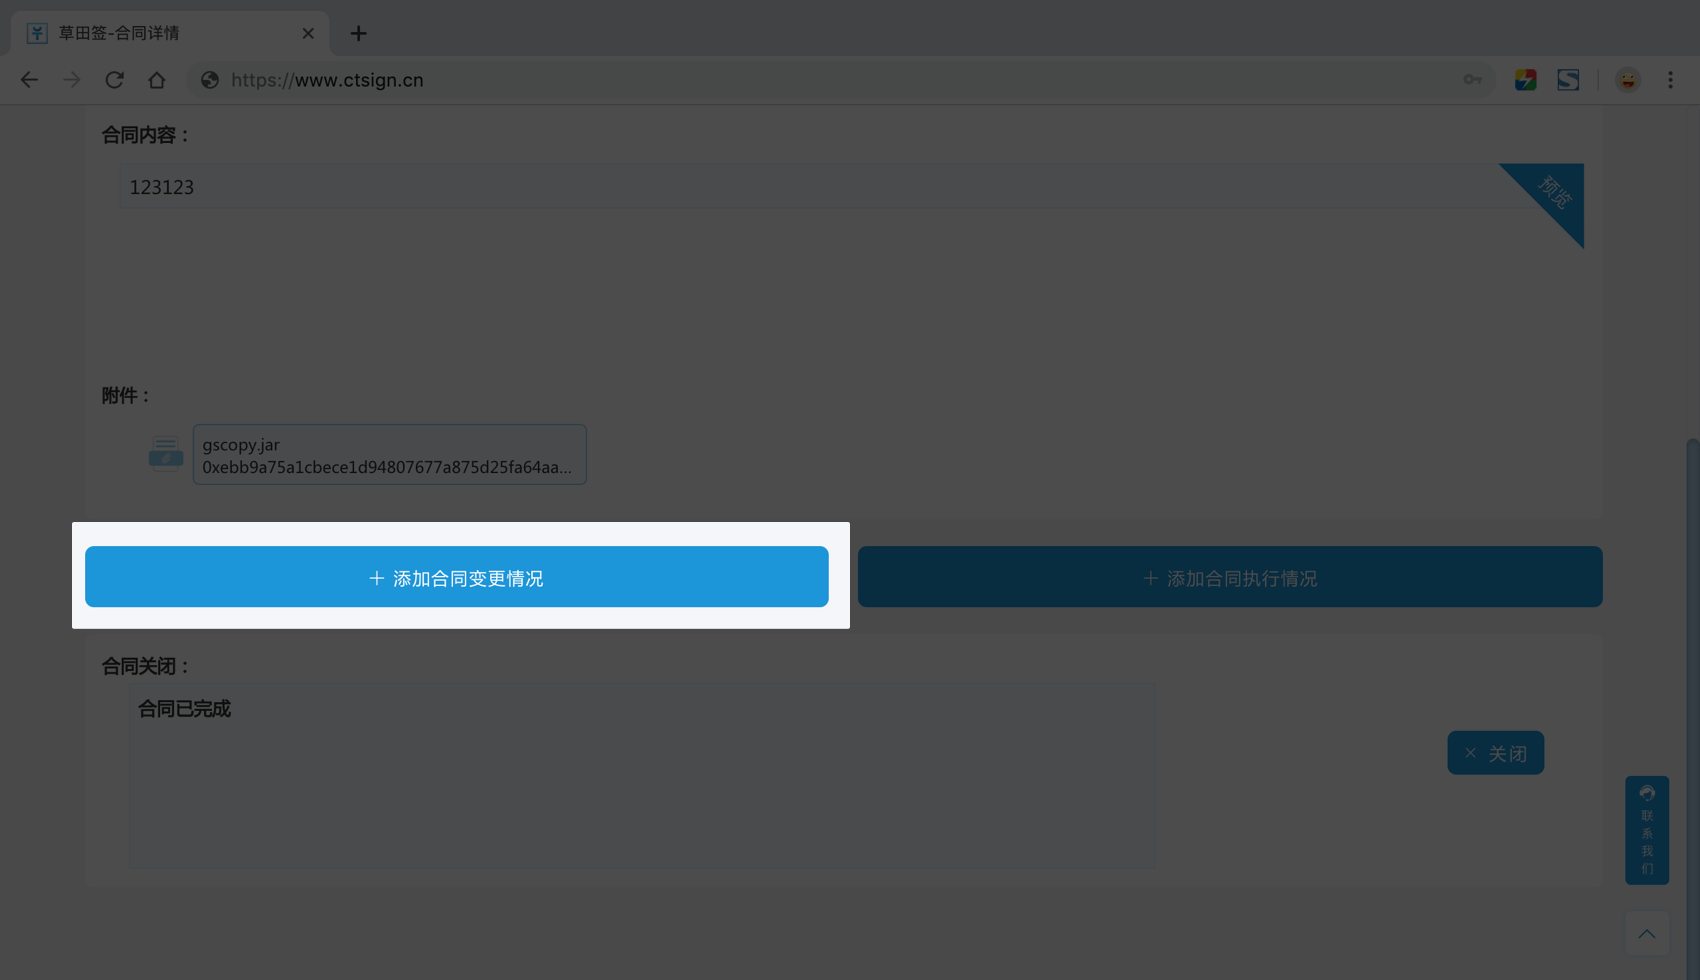 草田签-合同详情
https://www.ctsign.cn
合同内容：
123123
预览
附件：
gscopy.jar
0xebb9a75a1cbece1d94807677a875d25fa64aa...
添加合同变更情况
添加合同执行情况
合同关闭：
合同已完成
× 关闭
联系我们